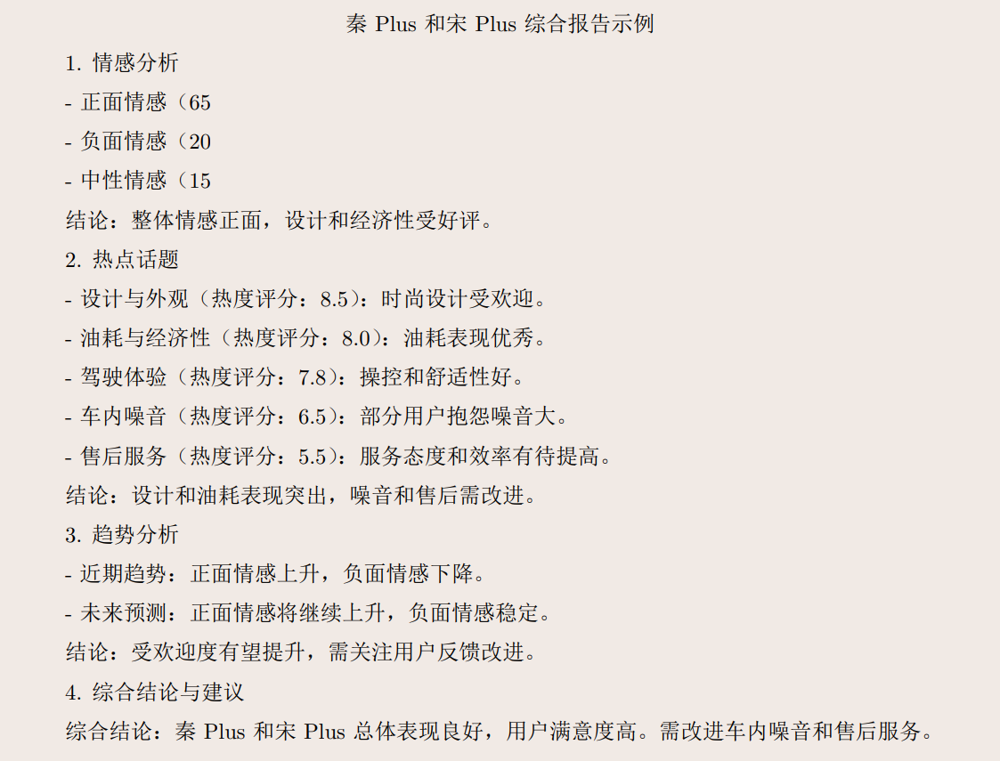 秦 Plus 和宋 Plus 综合报告示例
1. 情感分析
- 正面情感（65
- 负面情感（20
- 中性情感（15
结论：整体情感正面，设计和经济性受好评。
2. 热点话题
- 设计与外观（热度评分：8.5）：时尚设计受欢迎。
- 油耗与经济性（热度评分：8.0）：油耗表现优秀。
- 驾驶体验（热度评分：7.8）：操控和舒适性好。
- 车内噪音（热度评分：6.5）：部分用户抱怨噪音大。
- 售后服务（热度评分：5.5）：服务态度和效率有待提高。
结论：设计和油耗表现突出，噪音和售后需改进。
3. 趋势分析
- 近期趋势：正面情感上升，负面情感下降。
- 未来预测：正面情感将继续上升，负面情感稳定。
结论：受欢迎度有望提升，需关注用户反馈改进。
4. 综合结论与建议
综合结论：秦 Plus 和宋 Plus 总体表现良好，用户满意度高。需改进车内噪音和售后服务。